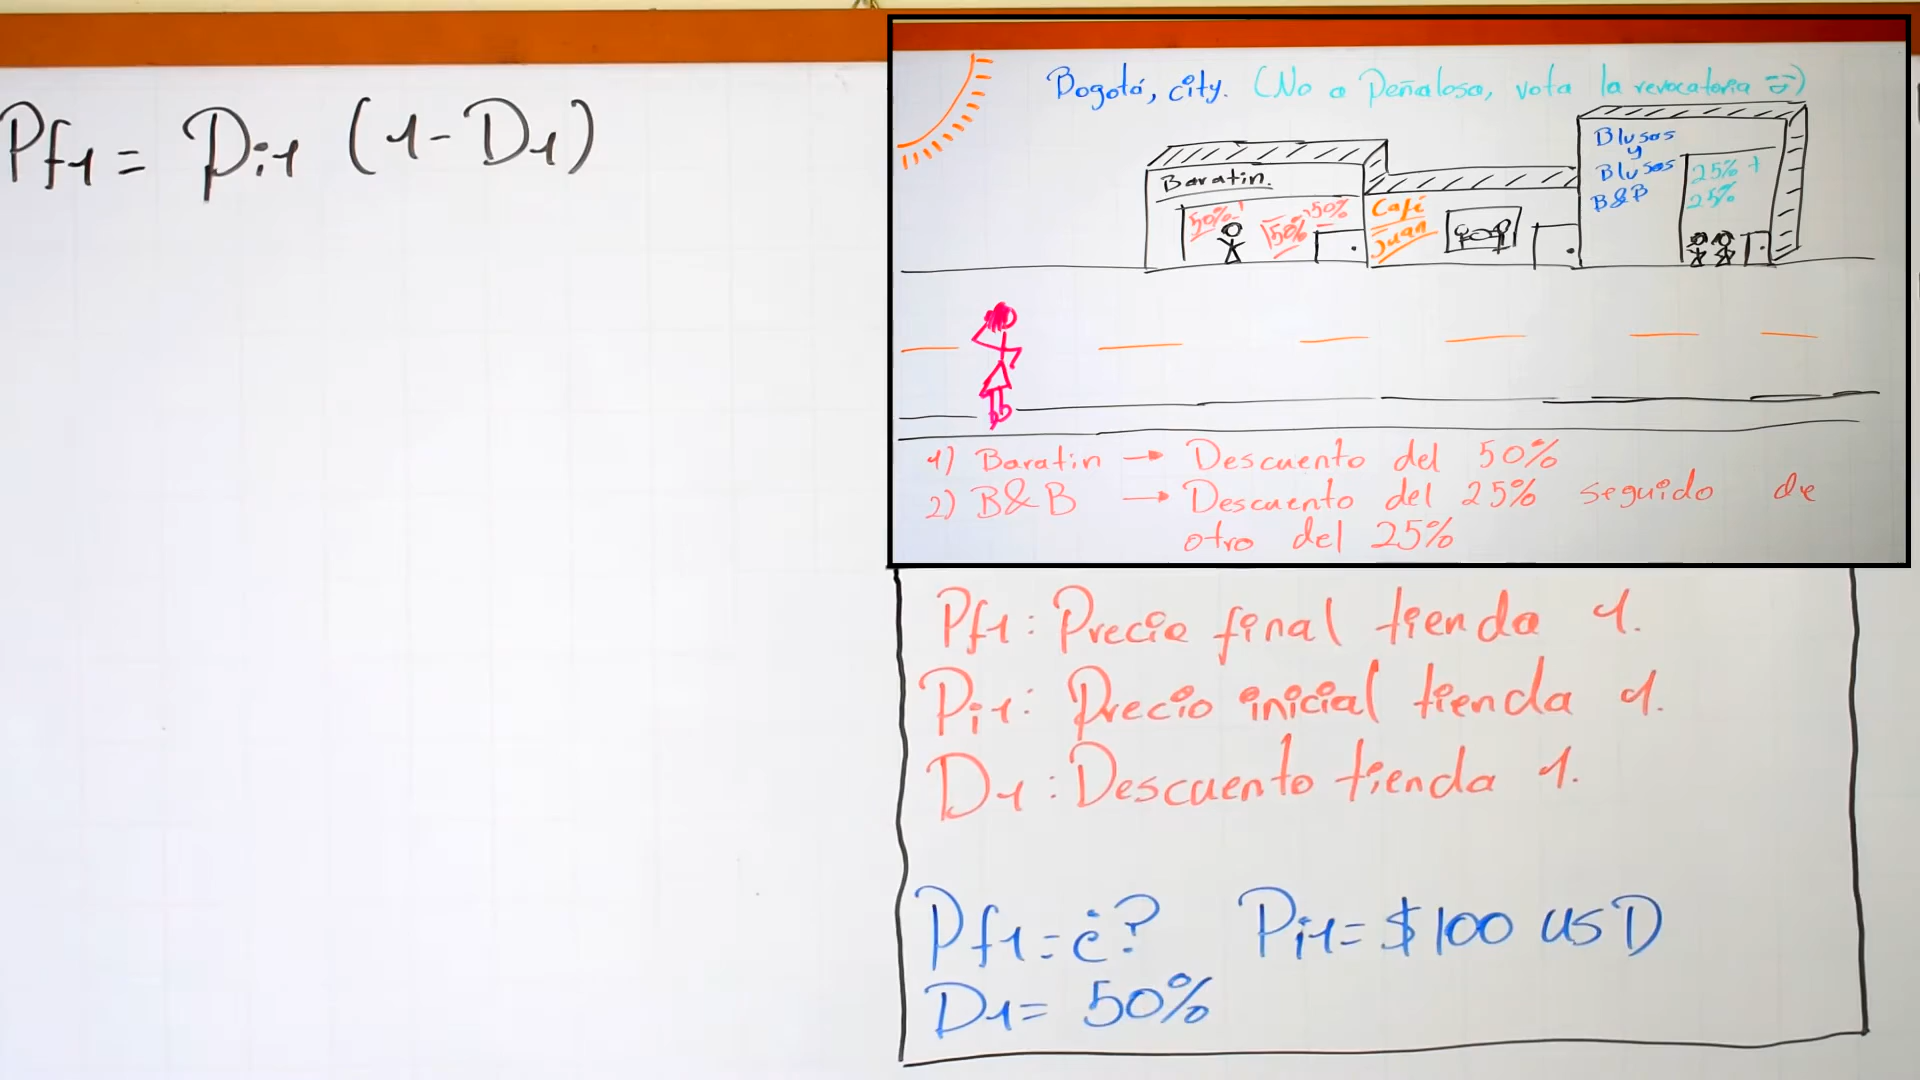 Pf1 = Pi1 (1 - D1)
Bogotá, city. (No a Peñalosa, vota la revocatoria =))
Baratin.
50%
50%
50%
Café
Juan
Blusas
y
Blusas
B&B
25% +
25%
1) Baratin → Descuento del 50%
2) B&B → Descuento del 25% seguido de
otro del 25%
Pf1: Precio final tienda 1.
Pi1: Precio inicial tienda 1.
D1: Descuento tienda 1.
Pf1 = ¿? Pi1 = $100 USD
D1 = 50%